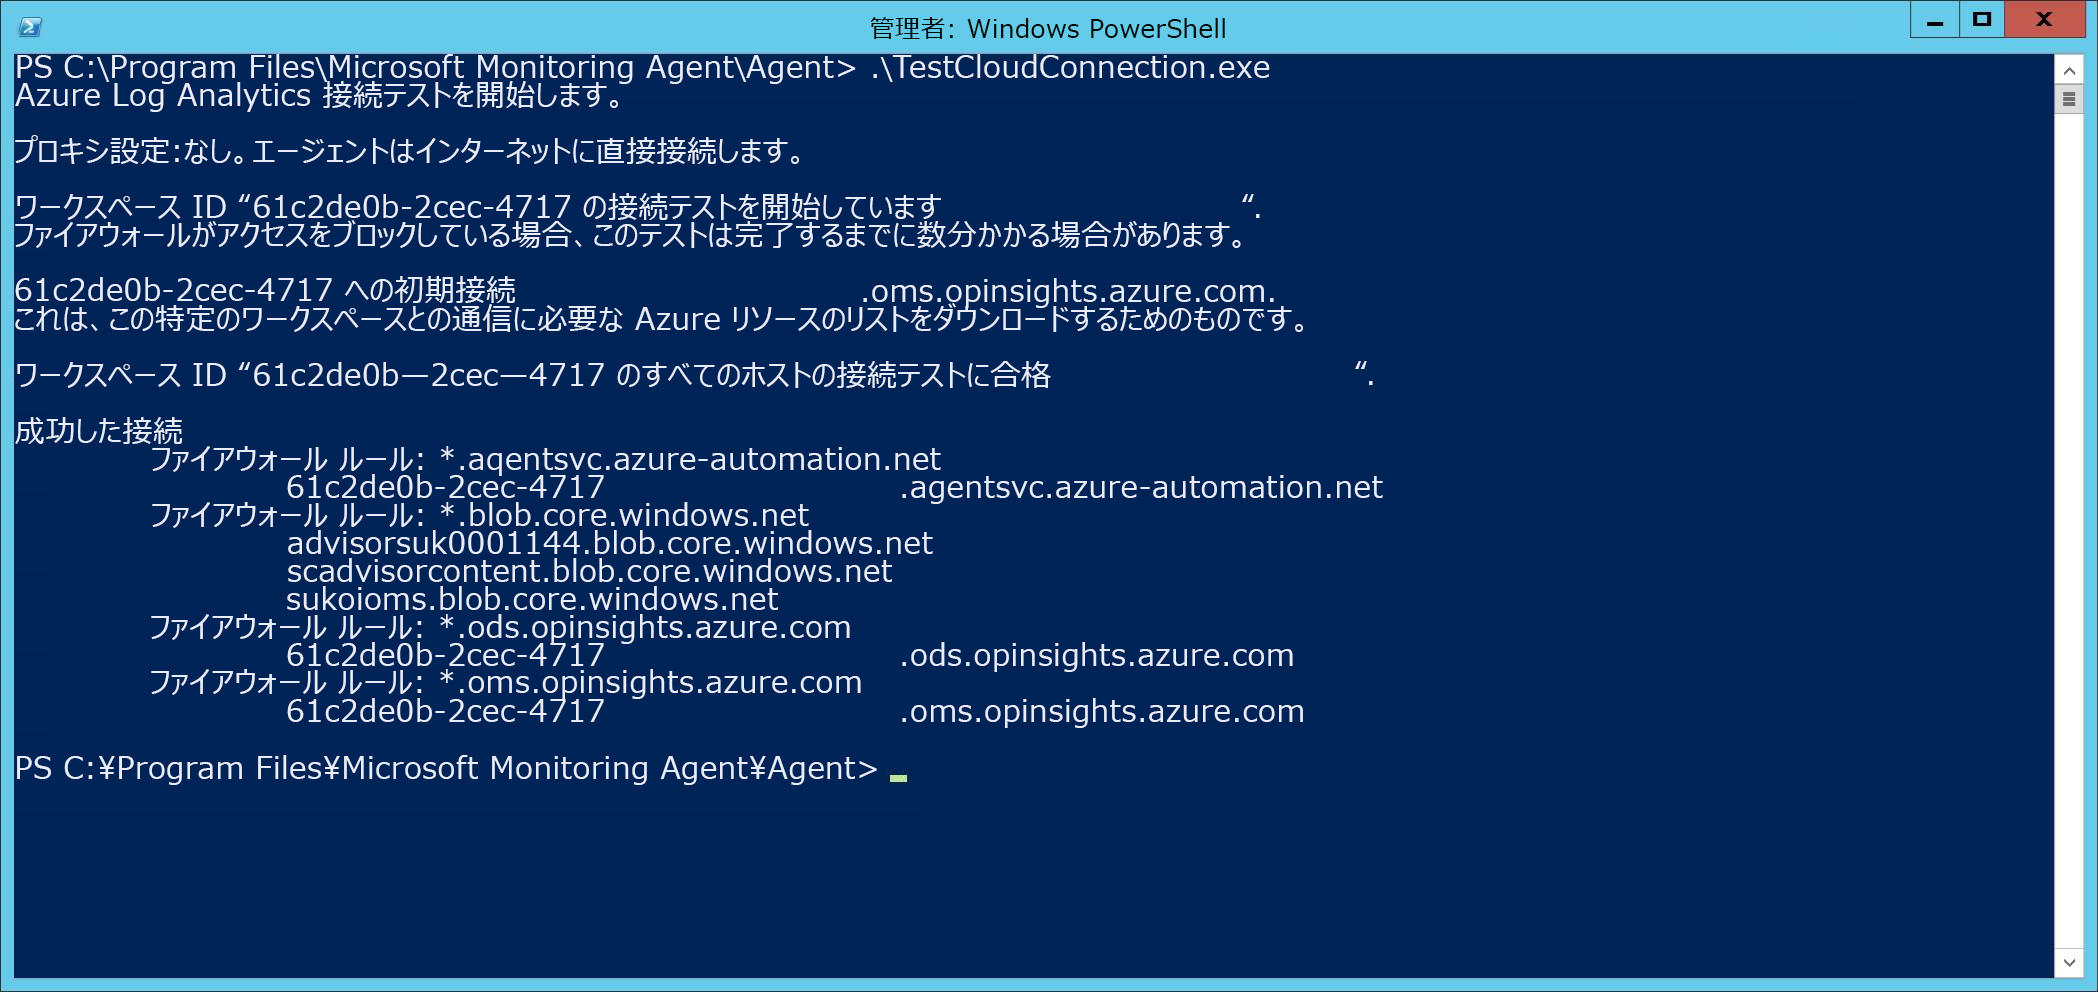 管理者: Windows PowerShell
PS C:\Program Files\Microsoft Monitoring Agent\Agent> .\TestCloudConnection.exe
Azure Log Analytics 接続テストを開始します。
プロキシ設定:なし。エージェントはインターネットに直接接続します。
ワークスペース ID “61c2de0b-2cec-4717 の接続テストを開始しています “.
ファイアウォールがアクセスをブロックしている場合、このテストは完了するまでに数分かかる場合があります。
61c2de0b-2cec-4717 への初期接続 .oms.opinsights.azure.com.
これは、この特定のワークスペースとの通信に必要な Azure リソースのリストをダウンロードするためのものです。
ワークスペース ID “61c2de0b—2cec—4717 のすべてのホストの接続テストに合格 “.
成功した接続
ファイアウォール ルール: *.aqentsvc.azure-automation.net
61c2de0b-2cec-4717 .agentsvc.azure-automation.net
ファイアウォール ルール: *.blob.core.windows.net
advisorsuk0001144.blob.core.windows.net
scadvisorcontent.blob.core.windows.net
sukoioms.blob.core.windows.net
ファイアウォール ルール: *.ods.opinsights.azure.com
61c2de0b-2cec-4717 .ods.opinsights.azure.com
ファイアウォール ルール: *.oms.opinsights.azure.com
61c2de0b-2cec-4717 .oms.opinsights.azure.com
PS C:¥Program Files¥Microsoft Monitoring Agent¥Agent>